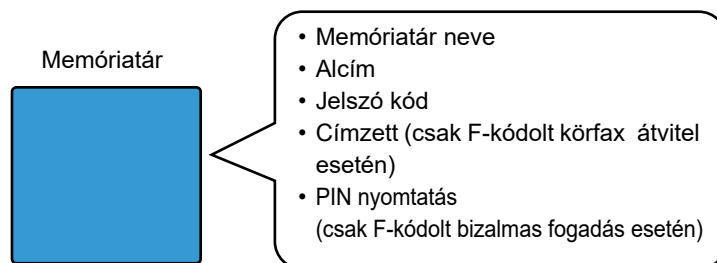 Memóriatár
• Memóriatár neve
• Alcím
• Jelszó kód
• Címzett (csak F-kódolt körfax átvitel
esetén)
• PIN nyomtatás
(csak F-kódolt bizalmas fogadás esetén)